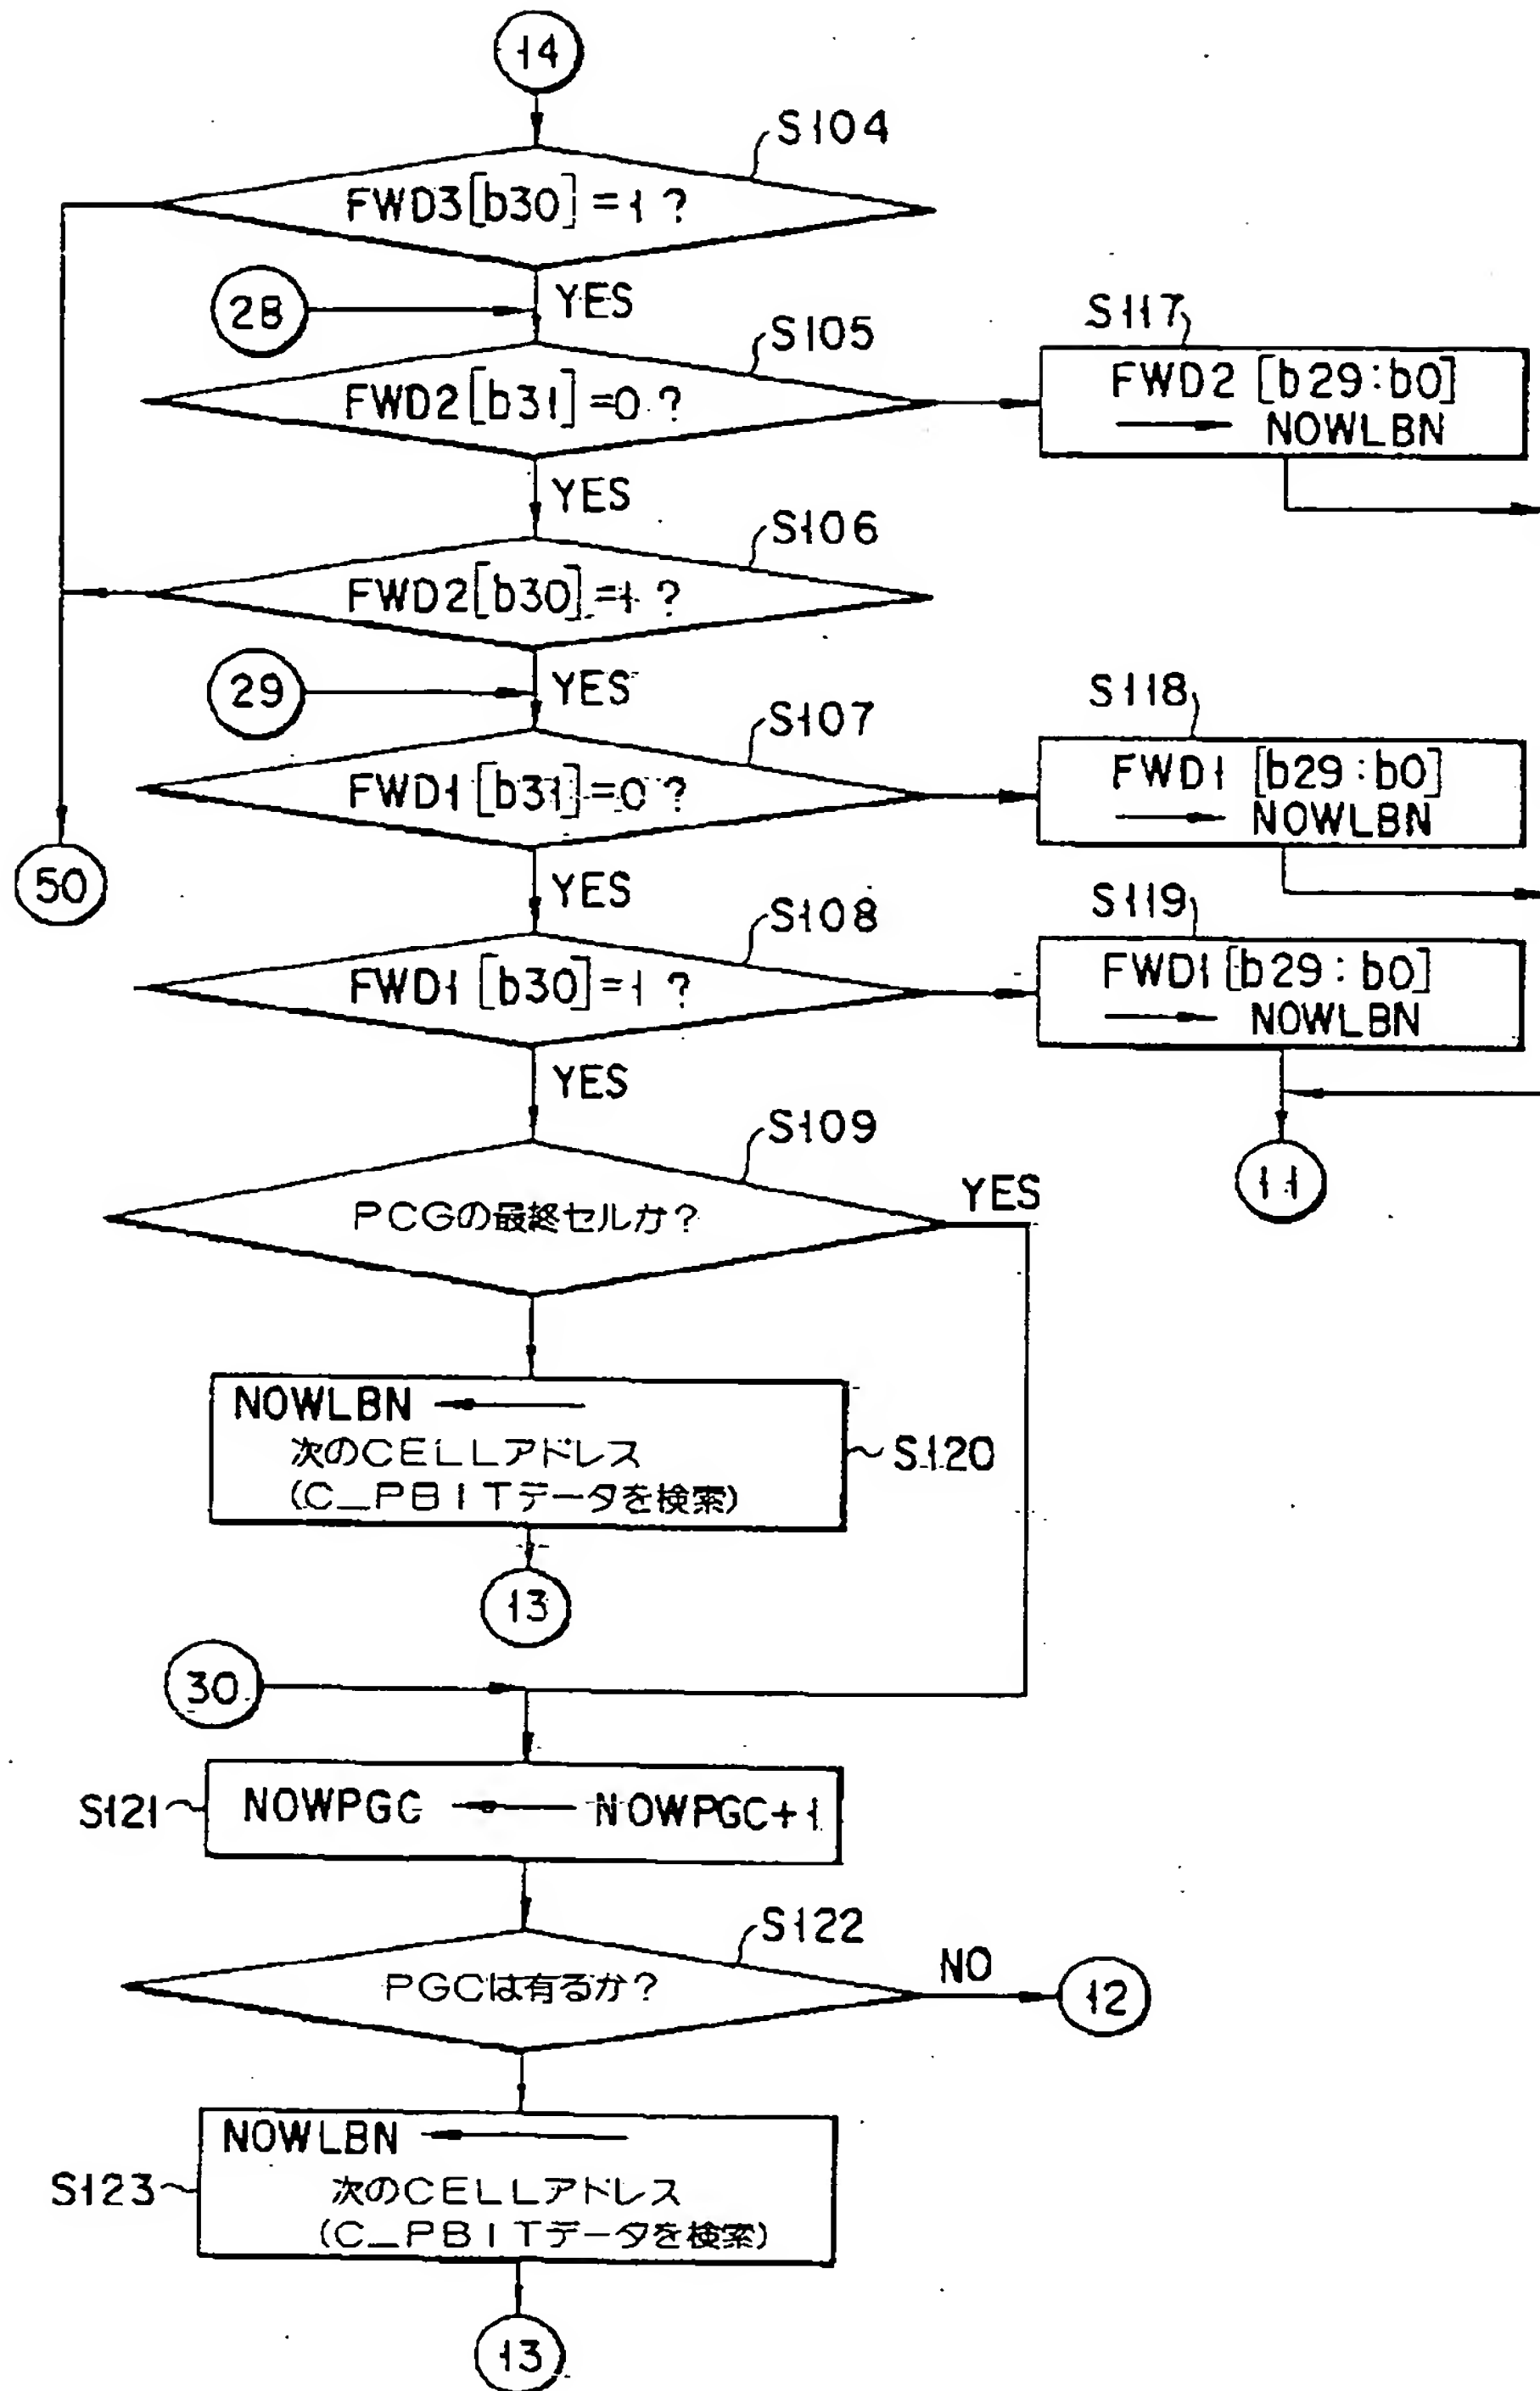 14
S104
FWD3[b30]=1?
28
YES
S105
FWD2[b31]=0?
S117
FWD2 [b29:b0]
→ NOWLBN
YES
S106
FWD2[b30]=1?
29
YES
S107
FWD1[b31]=0?
S118
FWD1 [b29:b0]
→ NOWLBN
50
YES
S108
FWD1[b30]=1?
S119
FWD1[b29:b0]
→ NOWLBN
YES
11
S109
PCGの最終セルか?
YES
NOWLBN ←
次のCELLアドレス
(C_PBITデータを検索)
S120
13
30
S121
NOWPGC ← NOWPGC+1
S122
PGCは有るか?
NO
12
S123
NOWLBN ←
次のCELLアドレス
(C_PBITデータを検索)
13